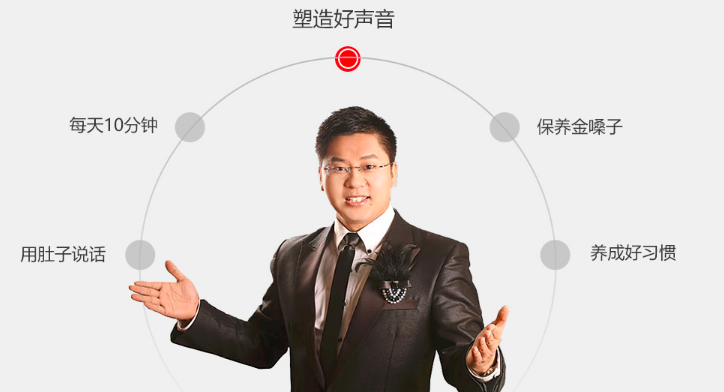 塑造好声音
每天10分钟
保养金嗓子
用肚子说话
养成好习惯